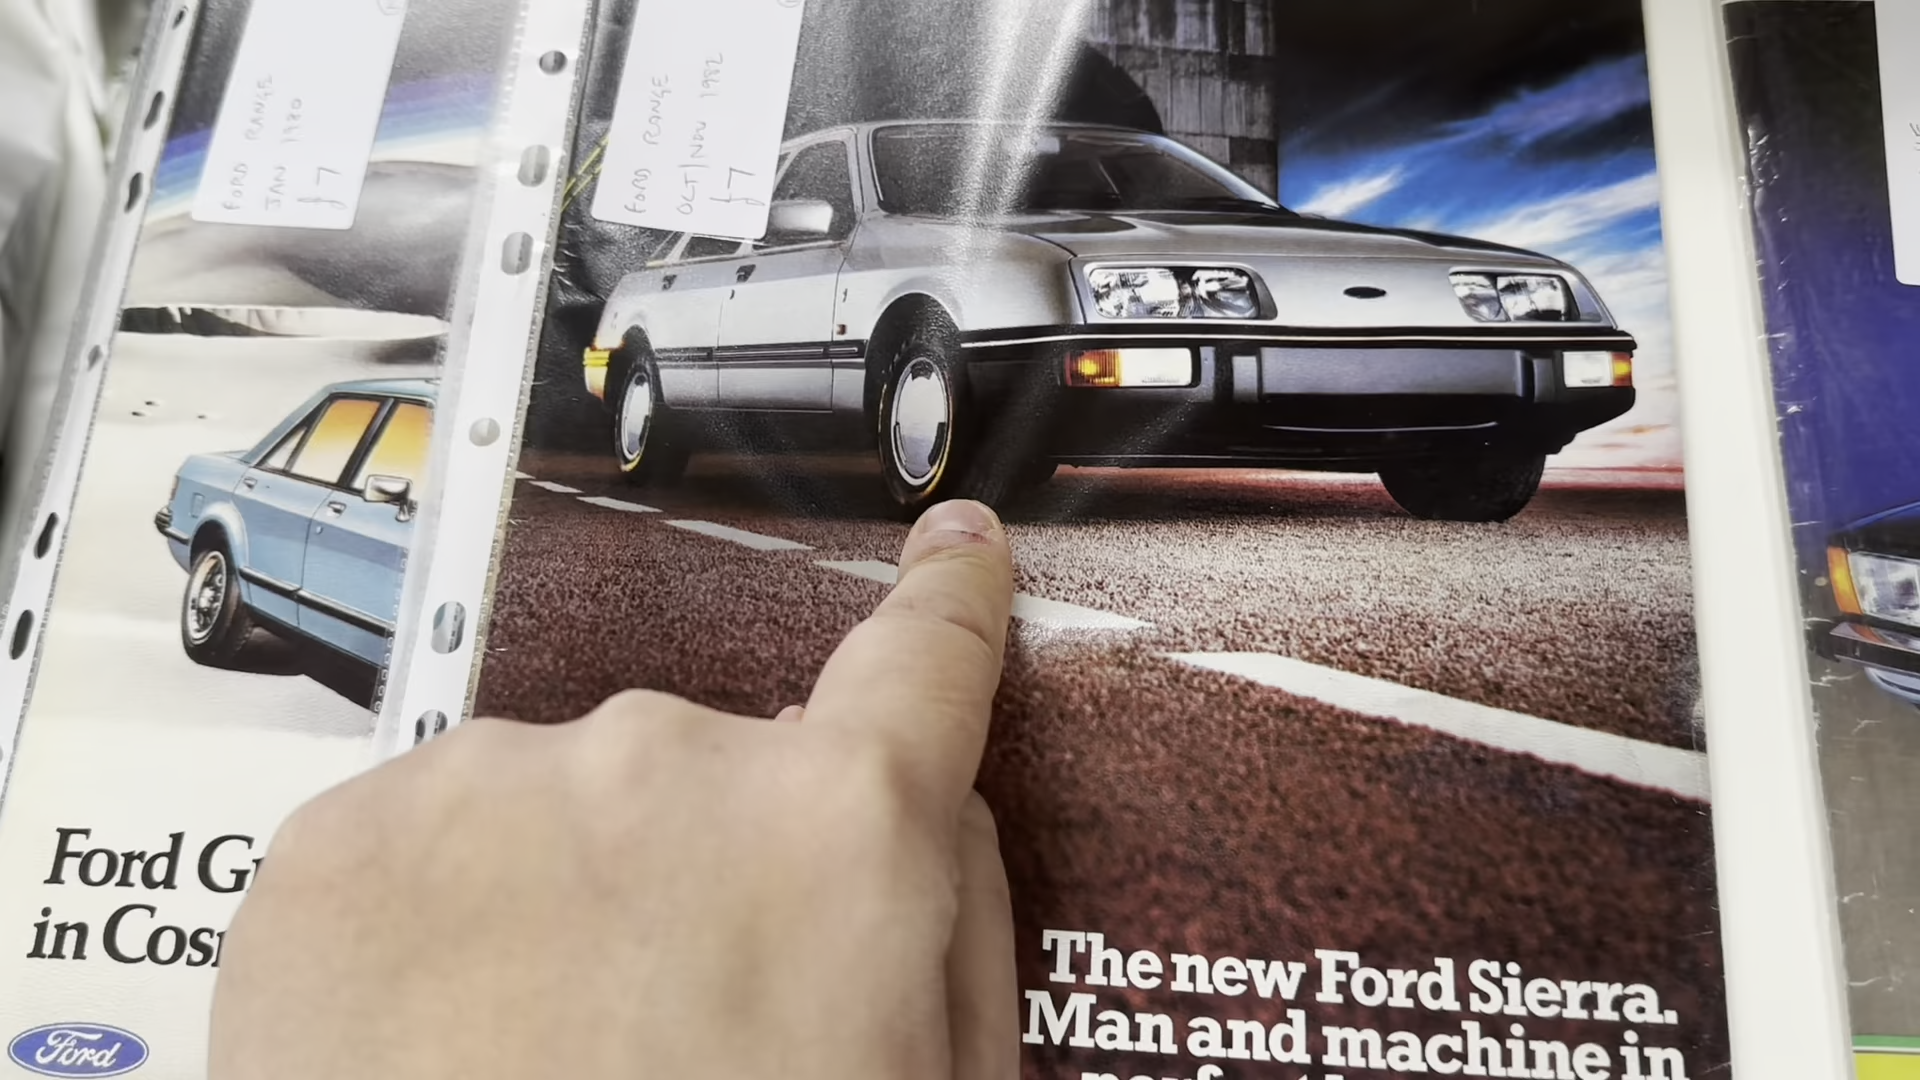 FORD RANGE
JAN 1980
£7
FORD RANGE
OCT/NOV 1982
£7
Ford
in
Ford
The new Ford Sierra.
Man and machine in